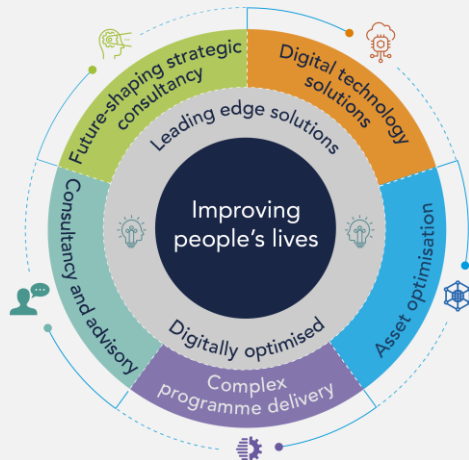 Future-shaping strategic
consultancy
Digital technology
solutions
Leading edge solutions
Improving
people's lives
Consultancy and advisory
Asset optimisation
Digitally optimised
Complex
programme delivery